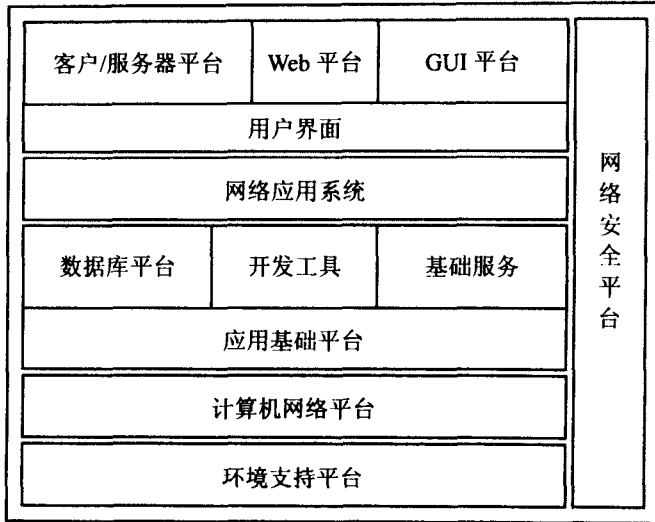 客户/服务器平台
Web 平台
GUI 平台
用户界面
网络应用系统
数据库平台
开发工具
基础服务
应用基础平台
计算机网络平台
环境支持平台
网络安全平台